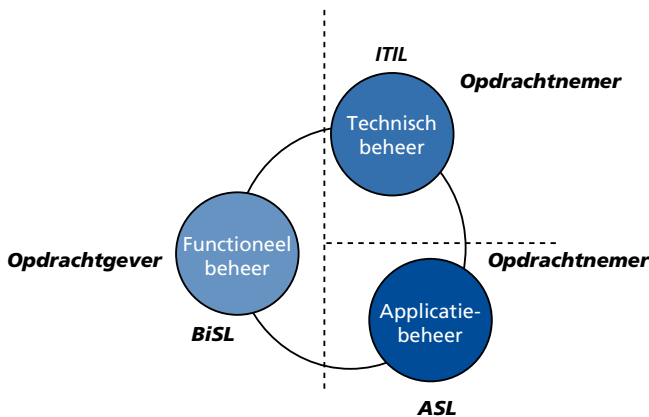 ITIL
Opdrachtnemer
Technisch
beheer
Functioneel
beheer
Opdrachtgever
Opdrachtnemer
BiSL
Applicatie-
beheer
ASL